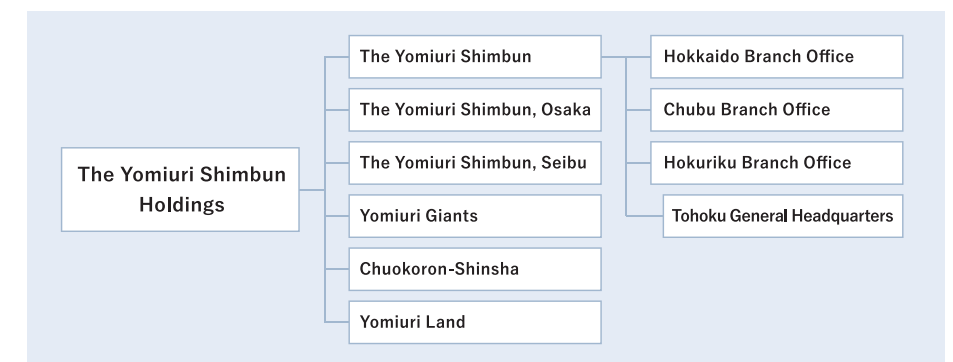 The Yomiuri Shimbun
Holdings
The Yomiuri Shimbun
The Yomiuri Shimbun, Osaka
The Yomiuri Shimbun, Seibu
Yomiuri Giants
Chuokoron-Shinsha
Yomiuri Land
Hokkaido Branch Office
Chubu Branch Office
Hokuriku Branch Office
Tohoku General Headquarters